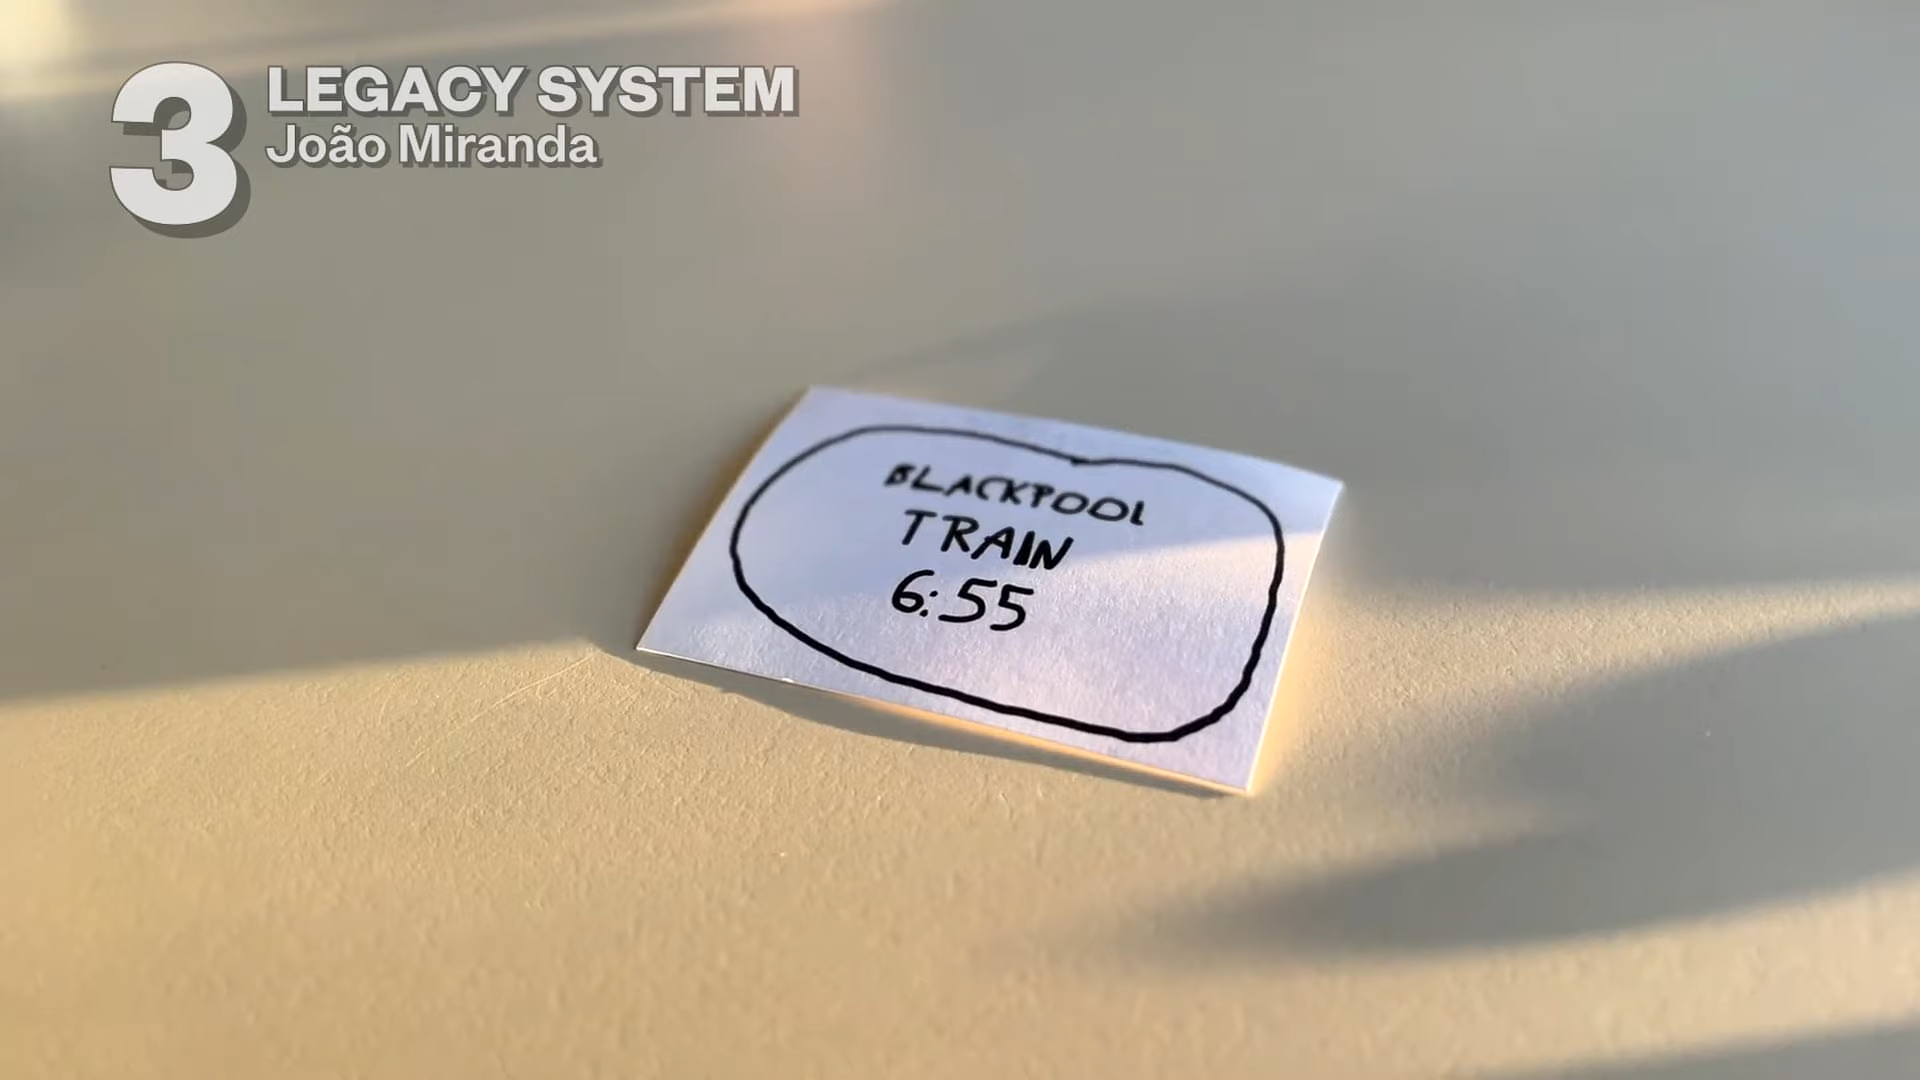 3
LEGACY SYSTEM
João Miranda
BLACKPOOL
TRAIN
6:55